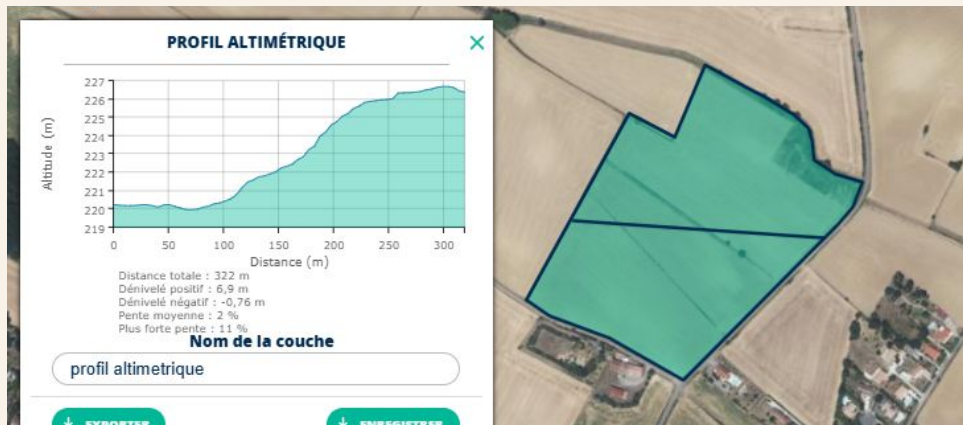 PROFIL ALTIMÉTRIQUE
227
226
225
224
223
222
221
220
219
Altitude (m)
0 50 100 150 200 250 300
Distance (m)
Distance totale : 322 m
Dénivelé positif : 6,9 m
Dénivelé négatif : -0,76 m
Pente moyenne : 2 %
Plus forte pente : 11 %
Nom de la couche
profil altimetrique
EXPORTER ENREGISTRER